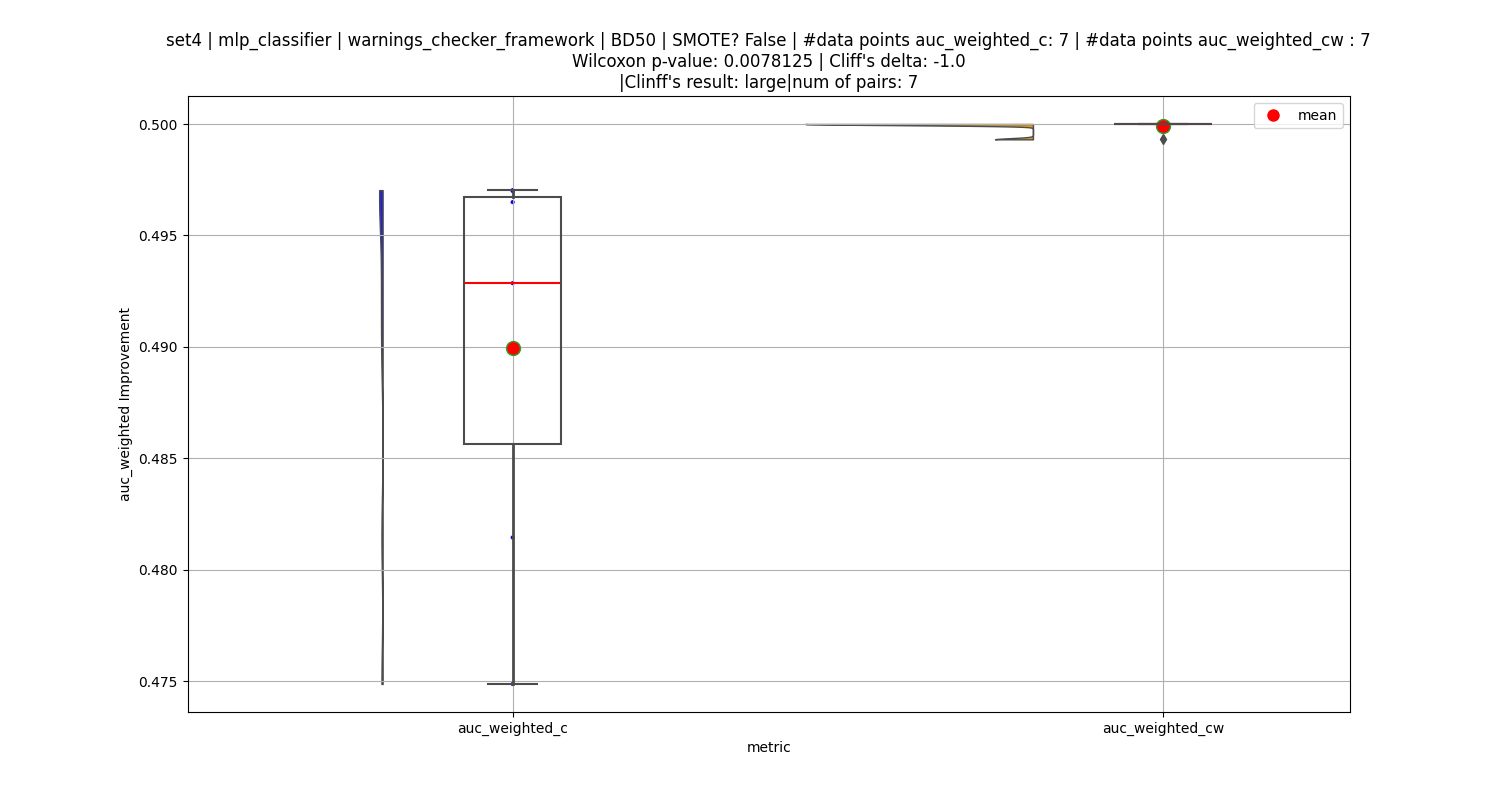 set4 | mlp_classifier | warnings_checker_framework | BD50 | SMOTE? False | #data points auc_weighted_c: 7 | #data points auc_weighted_cw : 7
Wilcoxon p-value: 0.0078125 | Cliff's delta: -1.0
|Clinff's result: large|num of pairs: 7
mean
0.500
0.495
0.490
0.485
0.480
0.475
auc_weighted Improvement
auc_weighted_c
auc_weighted_cw
metric